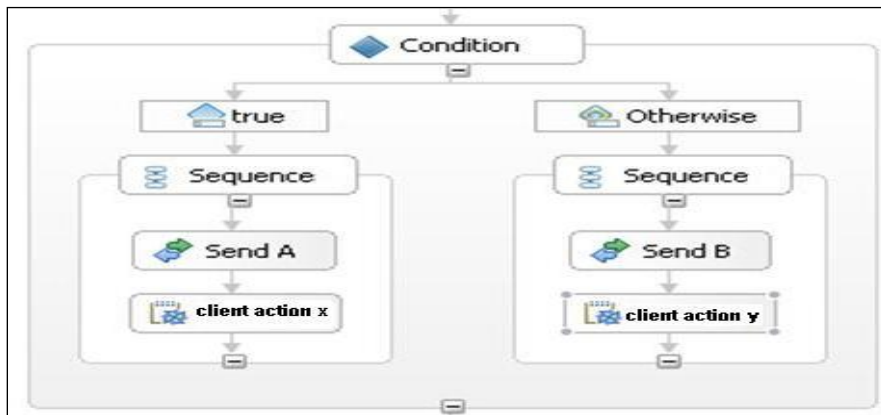 Condition
true
Otherwise
Sequence
Sequence
Send A
Send B
client action x
client action y